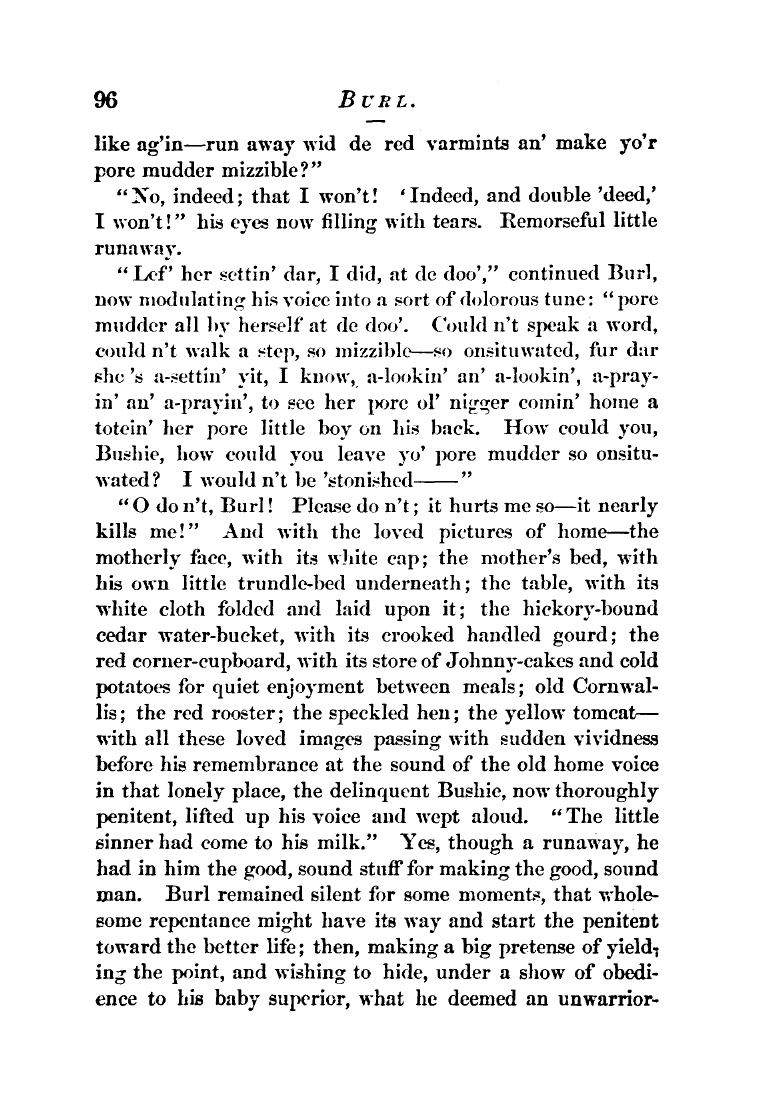 96 BURL.
like ag'in—run away wid de red varmints an' make yo'r
pore mudder mizzible?"
"No, indeed; that I won't! 'Indeed, and double 'deed,'
I won't!" his eyes now filling with tears. Remorseful little
runaway.
"Lef' her settin' dar, I did, at de doo'," continued Burl,
now modulating his voice into a sort of dolorous tune: "pore
mudder all by herself at de doo'. Could n't speak a word,
could n't walk a step, so mizzible—so onsituwated, fur dar
she 's a-settin' yit, I know, a-lookin' an' a-lookin', a-pray-
in' an' a-prayin', to see her pore ol' nigger comin' home a
totein' her pore little boy on his back. How could you,
Bushie, how could you leave yo' pore mudder so onsitu-
wated? I would n't be 'stonished——"
"O do n't, Burl! Please do n't; it hurts me so—it nearly
kills me!" And with the loved pictures of home—the
motherly face, with its white cap; the mother's bed, with
his own little trundle-bed underneath; the table, with its
white cloth folded and laid upon it; the hickory-bound
cedar water-bucket, with its crooked handled gourd; the
red corner-cupboard, with its store of Johnny-cakes and cold
potatoes for quiet enjoyment between meals; old Cornwal-
lis; the red rooster; the speckled hen; the yellow tomcat—
with all these loved images passing with sudden vividness
before his remembrance at the sound of the old home voice
in that lonely place, the delinquent Bushie, now thoroughly
penitent, lifted up his voice and wept aloud. "The little
sinner had come to his milk." Yes, though a runaway, he
had in him the good, sound stuff for making the good, sound
man. Burl remained silent for some moments, that whole-
some repentance might have its way and start the penitent
toward the better life; then, making a big pretense of yield-
ing the point, and wishing to hide, under a show of obedi-
ence to his baby superior, what he deemed an unwarrior-